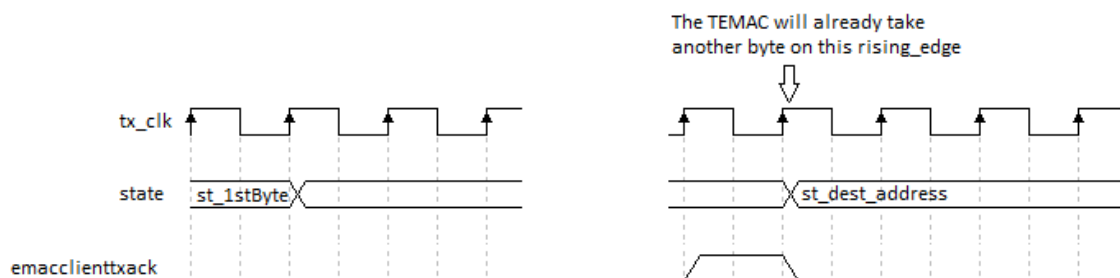 The TEMAC will already take
another byte on this rising_edge
tx_clk
state
st_1stByte
st_dest_address
emacclienttxack